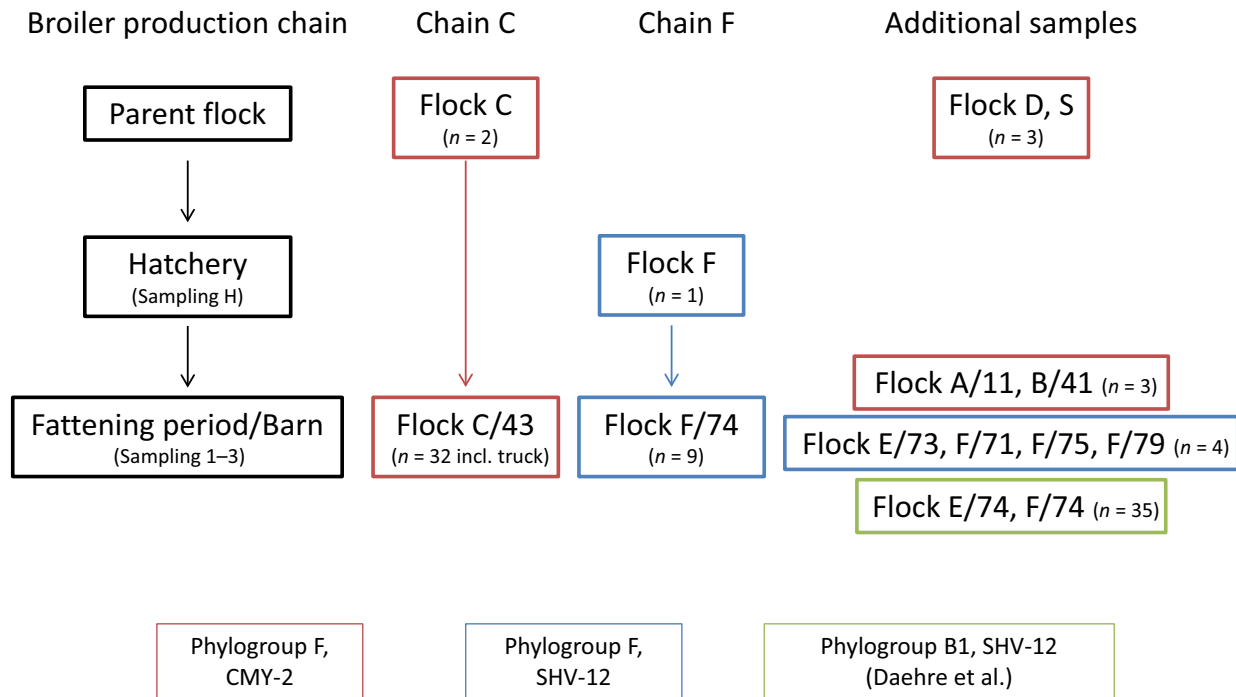 Broiler production chain
Chain C
Chain F
Additional samples
Parent flock
Flock C
(n = 2)
Flock D, S
(n = 3)
Hatchery
(Sampling H)
Flock F
(n = 1)
Fattening period/Barn
(Sampling 1–3)
Flock C/43
(n = 32 incl. truck)
Flock F/74
(n = 9)
Flock A/11, B/41 (n = 3)
Flock E/73, F/71, F/75, F/79 (n = 4)
Flock E/74, F/74 (n = 35)
Phylogroup F,
CMY-2
Phylogroup F,
SHV-12
Phylogroup B1, SHV-12
(Daehre et al.)